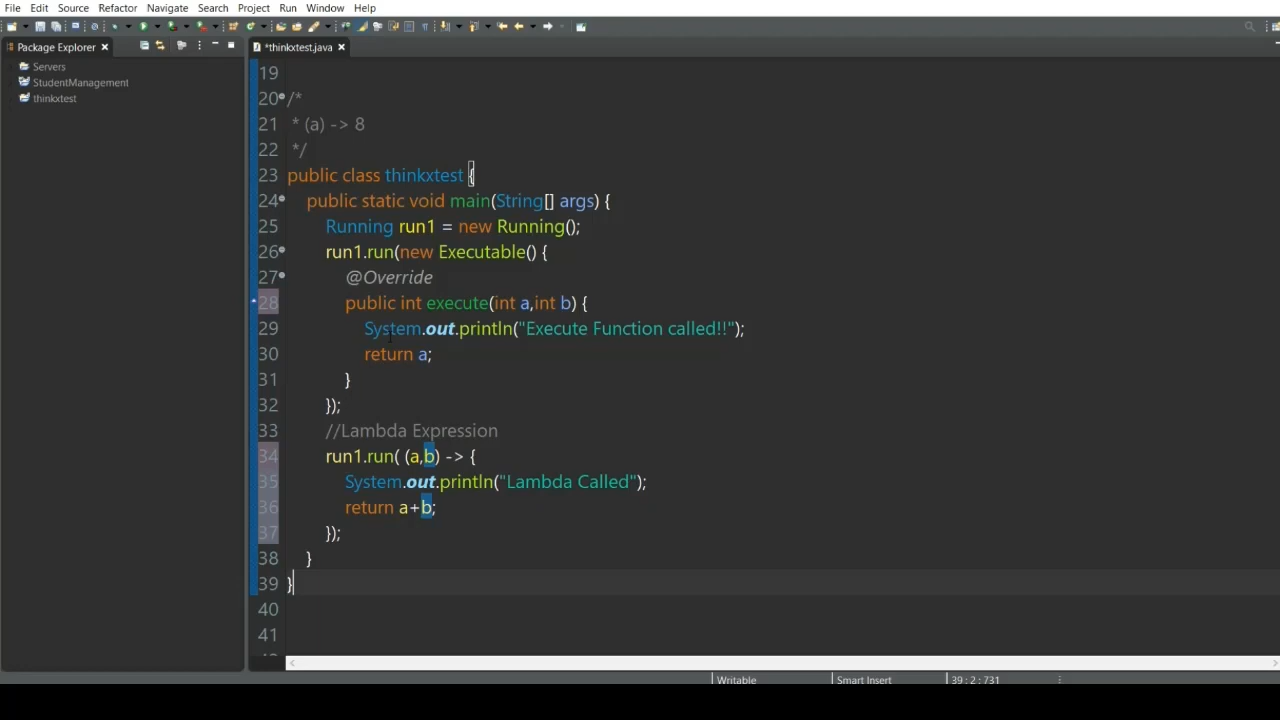 File Edit Source Refactor Navigate Search Project Run Window Help
Package Explorer
*thinkxtest.java
Servers
StudentManagement
thinkxtest
19
20 /*
21 * (a) -> 8
22 */
23 public class thinkxtest {
24 public static void main(String[] args) {
25 Running run1 = new Running();
26 run1.run(new Executable() {
27 @Override
28 public int execute(int a,int b) {
29 System.out.println("Execute Function called!!");
30 return a;
31 }
32 });
33 //Lambda Expression
34 run1.run( (a,b) -> {
35 System.out.println("Lambda Called");
36 return a+b;
37 });
38 }
39 }
40
41
Writable Smart Insert 39 : 2 : 731